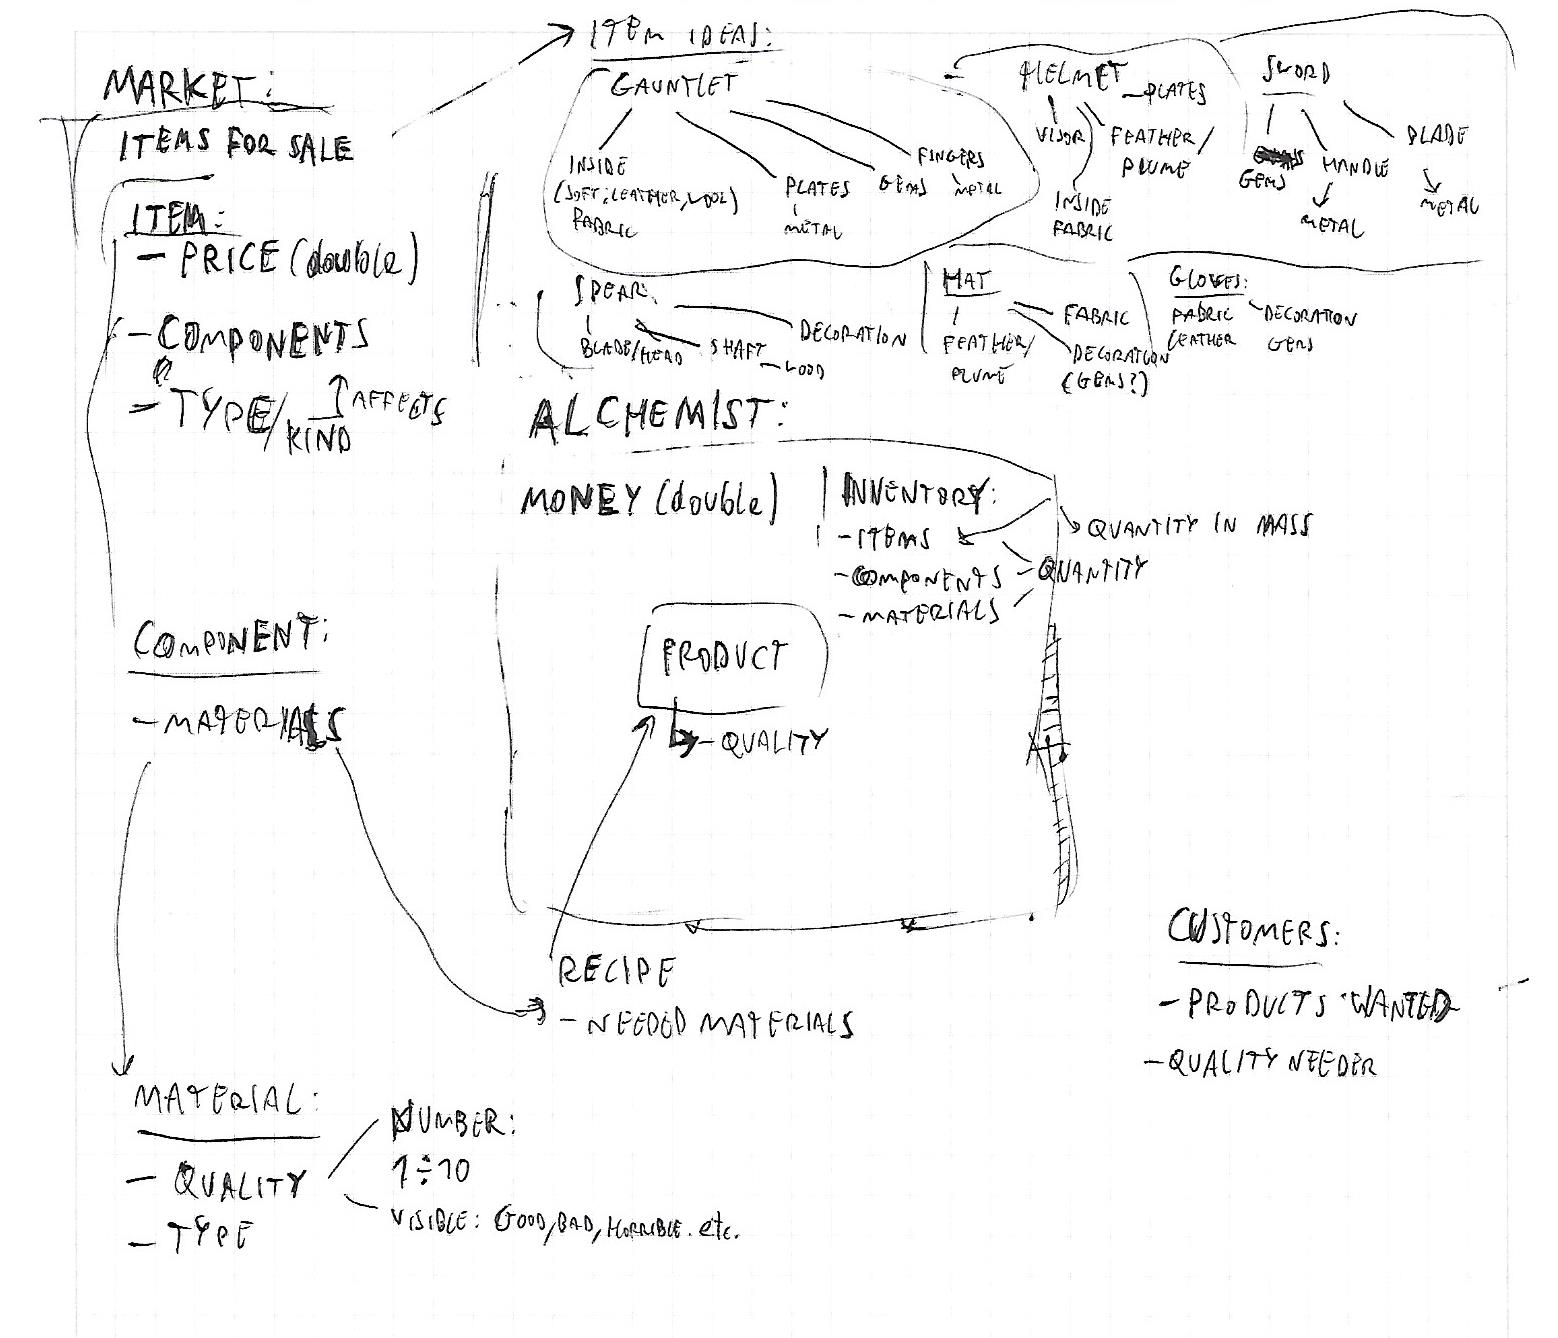 MARKET:
ITEMS FOR SALE
ITEM:
- PRICE (double)
- COMPONENTS
- TYPE/KIND
AFFECTS
ITEM IDEAS:
GAUNTLET
INSIDE
(SOFT; LEATHER, WOOL)
FABRIC
PLATES
METAL
GEMS
FINGERS
METAL
HELMET
PLATES
VISOR
FEATHER/
PLUME
INSIDE
FABRIC
SWORD
GEMS
HANDLE
METAL
BLADE
METAL
SPEAR:
BLADE/HEAD
SHAFT
WOOD
DECORATION
HAT
FEATHER/
PLUME
FABRIC
DECORATION
(GEMS?)
GLOVES:
FABRIC
LEATHER
DECORATION
GEMS
ALCHEMIST:
MONEY (double)
INVENTORY:
- ITEMS
- COMPONENTS
- MATERIALS
QUANTITY IN MASS
QUANTITY
PRODUCT
- QUALITY
COMPONENT:
- MATERIALS
RECIPE
- NEEDED MATERIALS
CUSTOMERS:
- PRODUCTS WANTED
- QUALITY NEEDED
MATERIAL:
- QUALITY
- TYPE
NUMBER:
1÷10
VISIBLE: GOOD, BAD, HORRIBLE. etc.